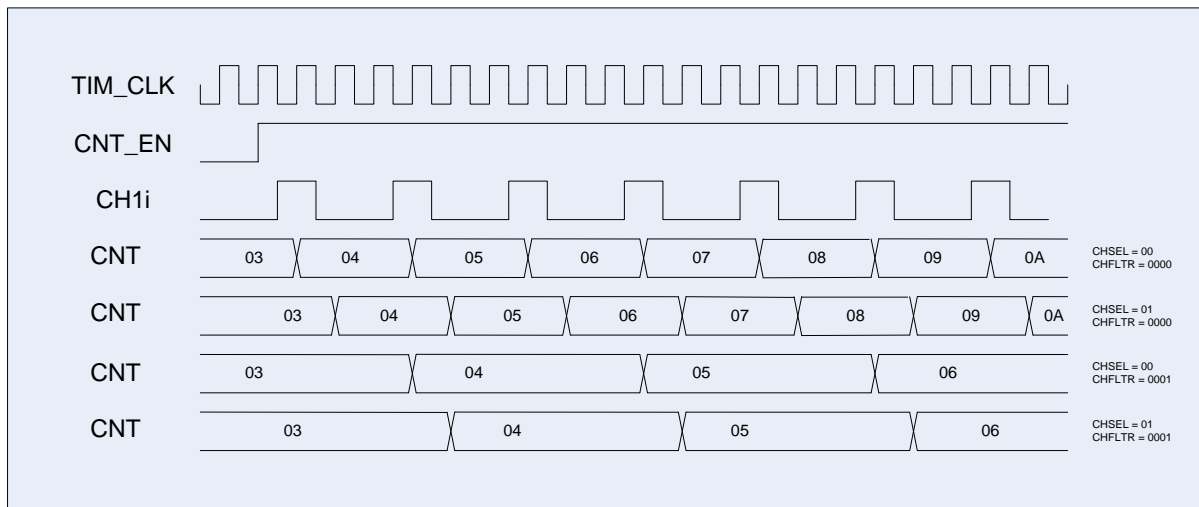 TIM_CLK
CNT_EN
CH1i
CNT 03 04 05 06 07 08 09 0A CHSEL = 00
CHFLTR = 0000
CNT 03 04 05 06 07 08 09 0A CHSEL = 01
CHFLTR = 0000
CNT 03 04 05 06 CHSEL = 00
CHFLTR = 0001
CNT 03 04 05 06 CHSEL = 01
CHFLTR = 0001